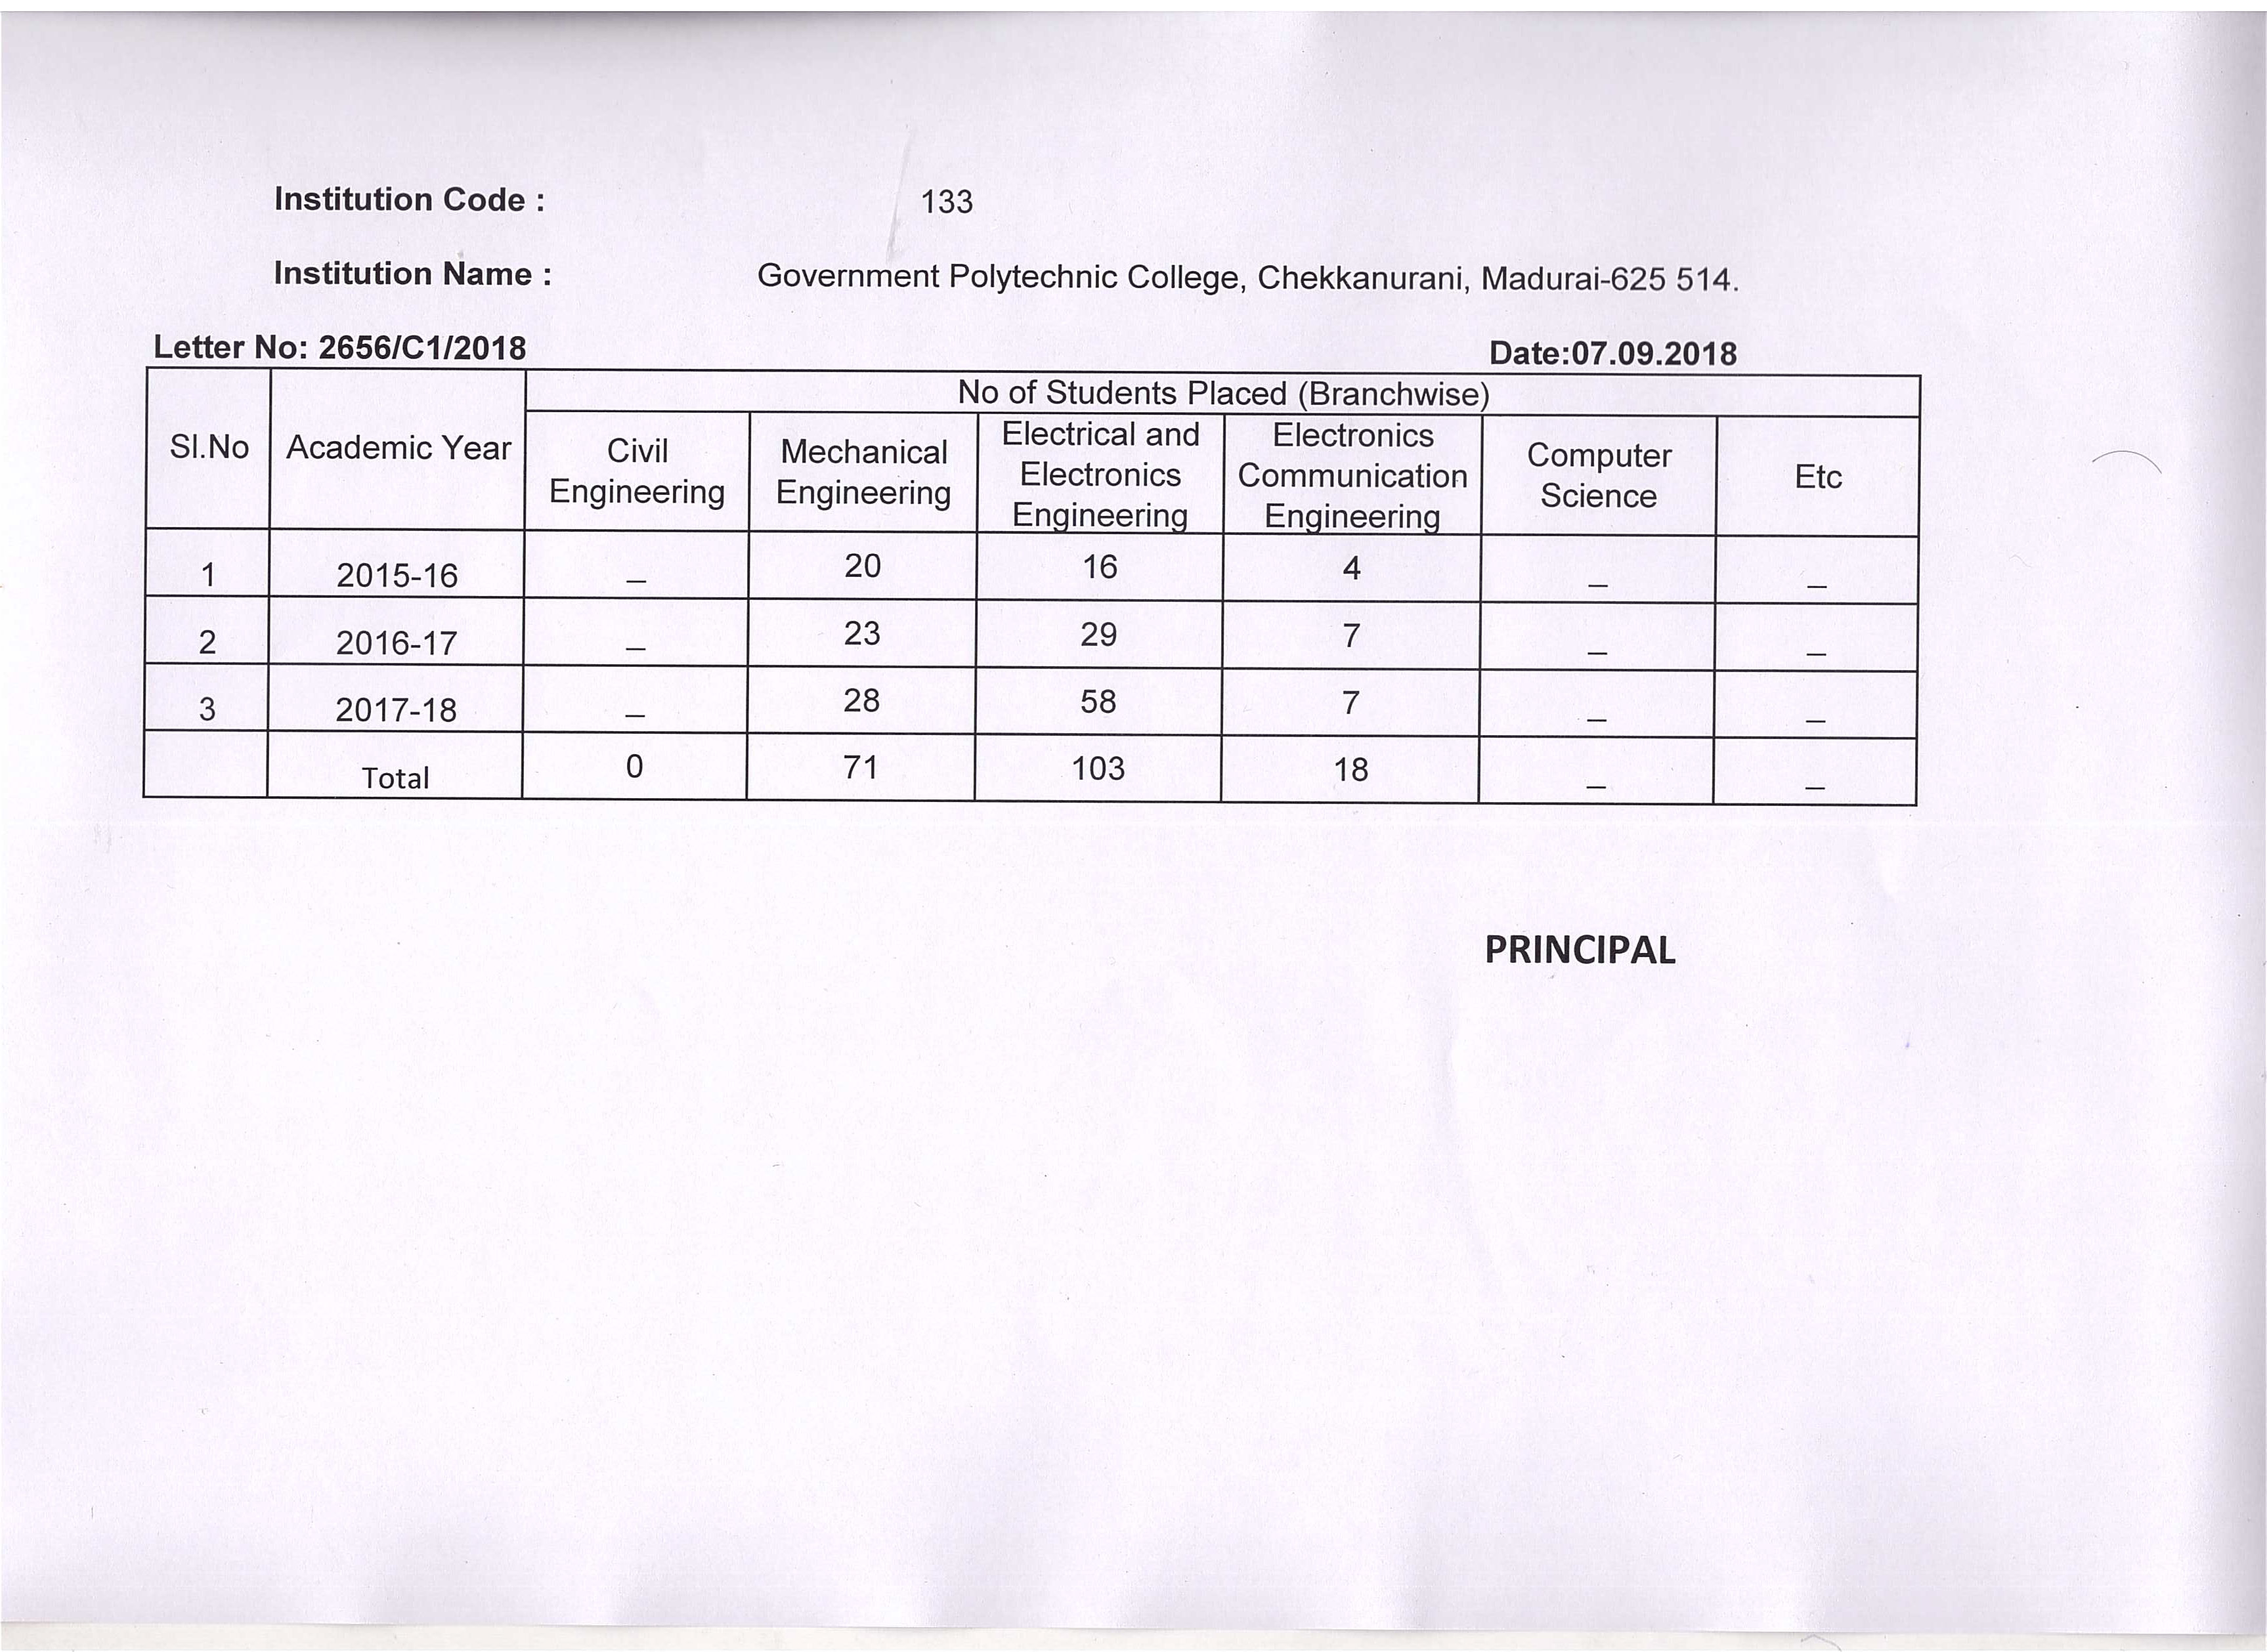 Institution Code : 133
Institution Name : Government Polytechnic College, Chekkanurani, Madurai-625 514.
Letter No: 2656/C1/2018 Date:07.09.2018
No of Students Placed (Branchwise)
Sl.No Academic Year Civil Engineering Mechanical Engineering Electrical and Electronics Engineering Electronics Communication Engineering Computer Science Etc
1 2015-16 _ 20 16 4 _ _
2 2016-17 _ 23 29 7 _ _
3 2017-18 _ 28 58 7 _ _
Total 0 71 103 18 _ _
PRINCIPAL